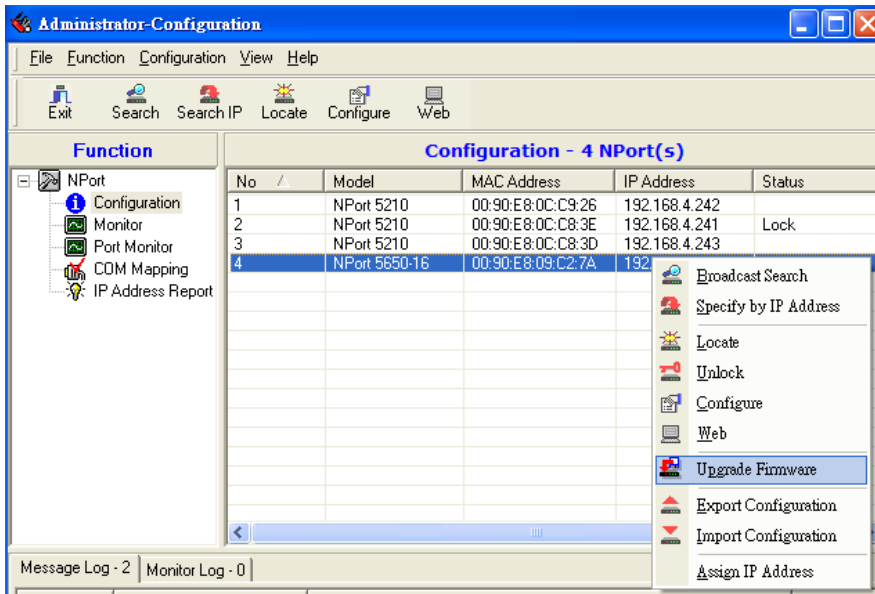 Administrator-Configuration
File Function Configuration View Help
Exit Search Search IP Locate Configure Web
Function
Configuration - 4 NPort(s)
NPort
Configuration
Monitor
Port Monitor
COM Mapping
IP Address Report
No Model MAC Address IP Address Status
1 NPort 5210 00:90:E8:0C:C9:26 192.168.4.242
2 NPort 5210 00:90:E8:0C:C8:3E 192.168.4.241 Lock
3 NPort 5210 00:90:E8:0C:C8:3D 192.168.4.243
4 NPort 5650-16 00:90:E8:09:C2:7A 192.
Broadcast Search
Specify by IP Address
Locate
Unlock
Configure
Web
Upgrade Firmware
Export Configuration
Import Configuration
Assign IP Address
Message Log - 2 Monitor Log - 0